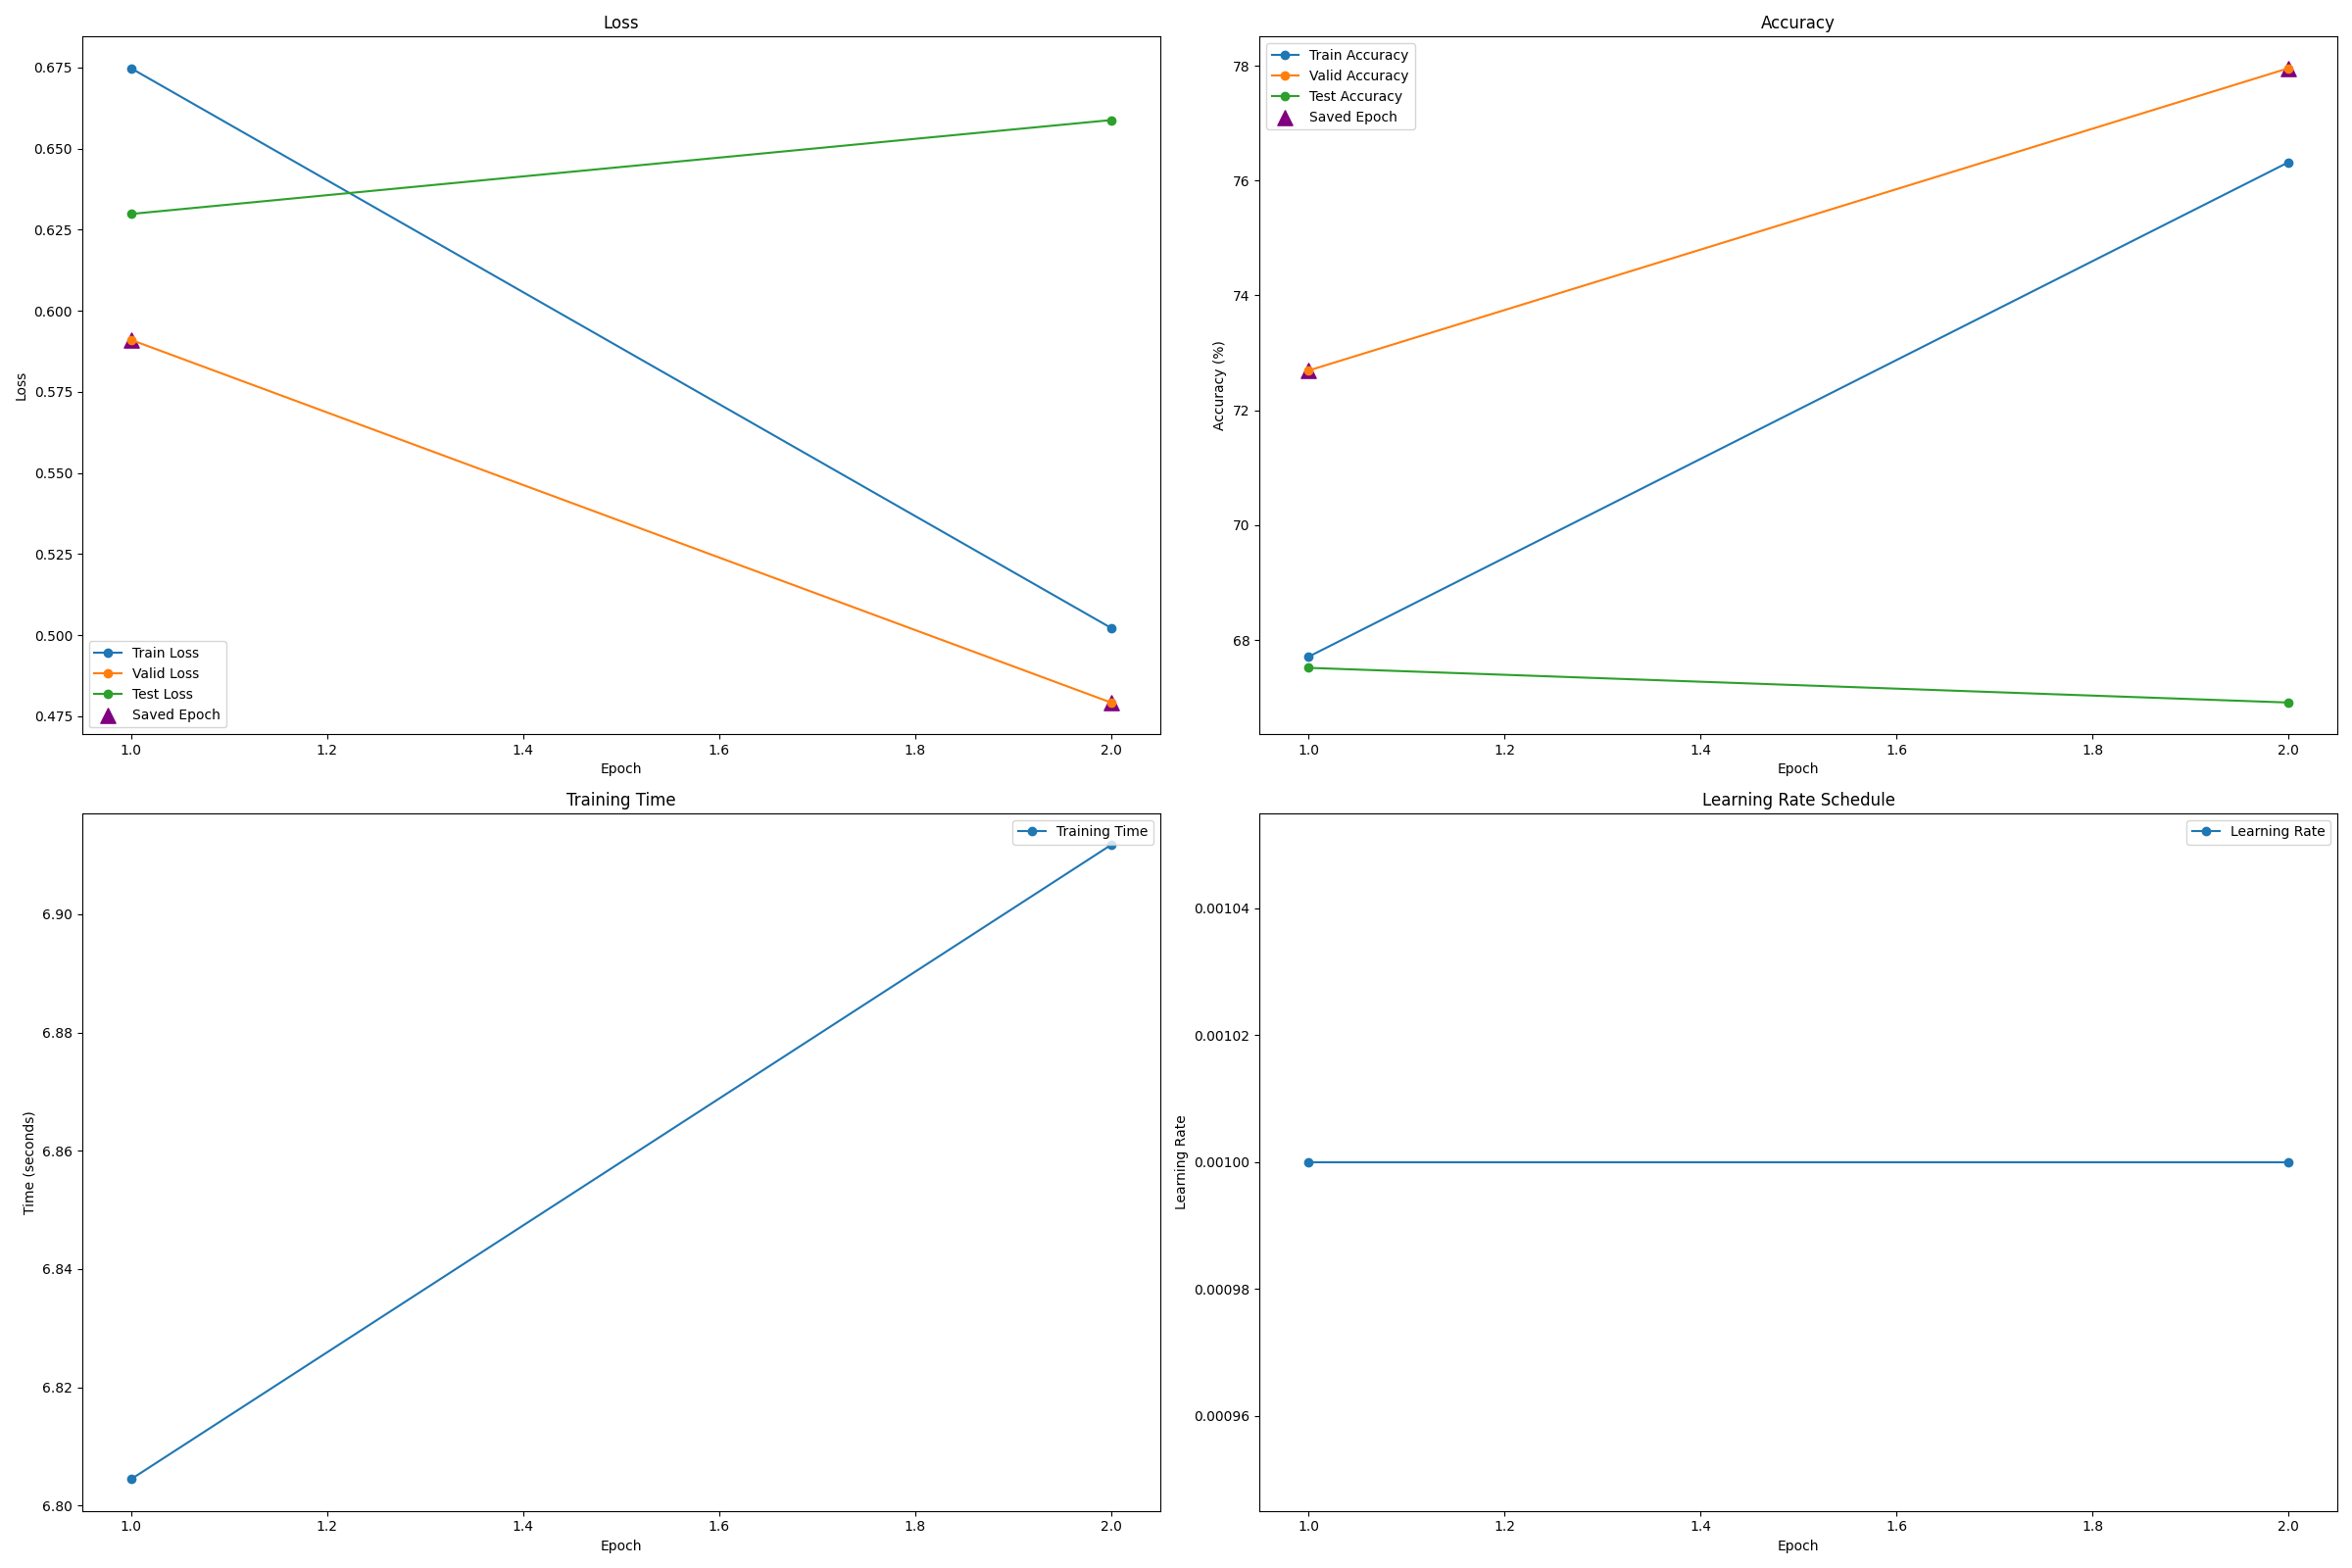 Loss
Loss
0.675
0.650
0.625
0.600
0.575
0.550
0.525
0.500
0.475
Train Loss
Valid Loss
Test Loss
Saved Epoch
1.0 1.2 1.4 1.6 1.8 2.0
Epoch
Accuracy
Accuracy (%)
78
76
74
72
70
68
Train Accuracy
Valid Accuracy
Test Accuracy
Saved Epoch
1.0 1.2 1.4 1.6 1.8 2.0
Epoch
Training Time
Time (seconds)
6.90
6.88
6.86
6.84
6.82
6.80
Training Time
1.0 1.2 1.4 1.6 1.8 2.0
Epoch
Learning Rate Schedule
Learning Rate
0.00104
0.00102
0.00100
0.00098
0.00096
Learning Rate
1.0 1.2 1.4 1.6 1.8 2.0
Epoch